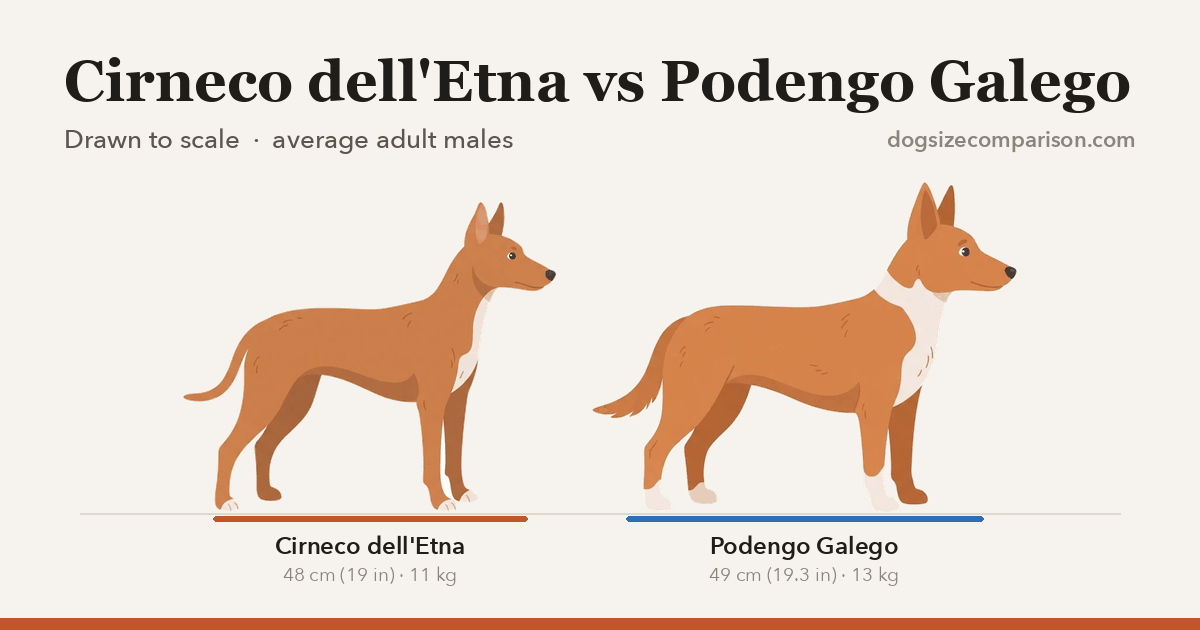 Cirneco dell'Etna vs Podengo Galego
Drawn to scale · average adult males
dogsizecomparison.com
Cirneco dell'Etna
48 cm (19 in) · 11 kg
Podengo Galego
49 cm (19.3 in) · 13 kg